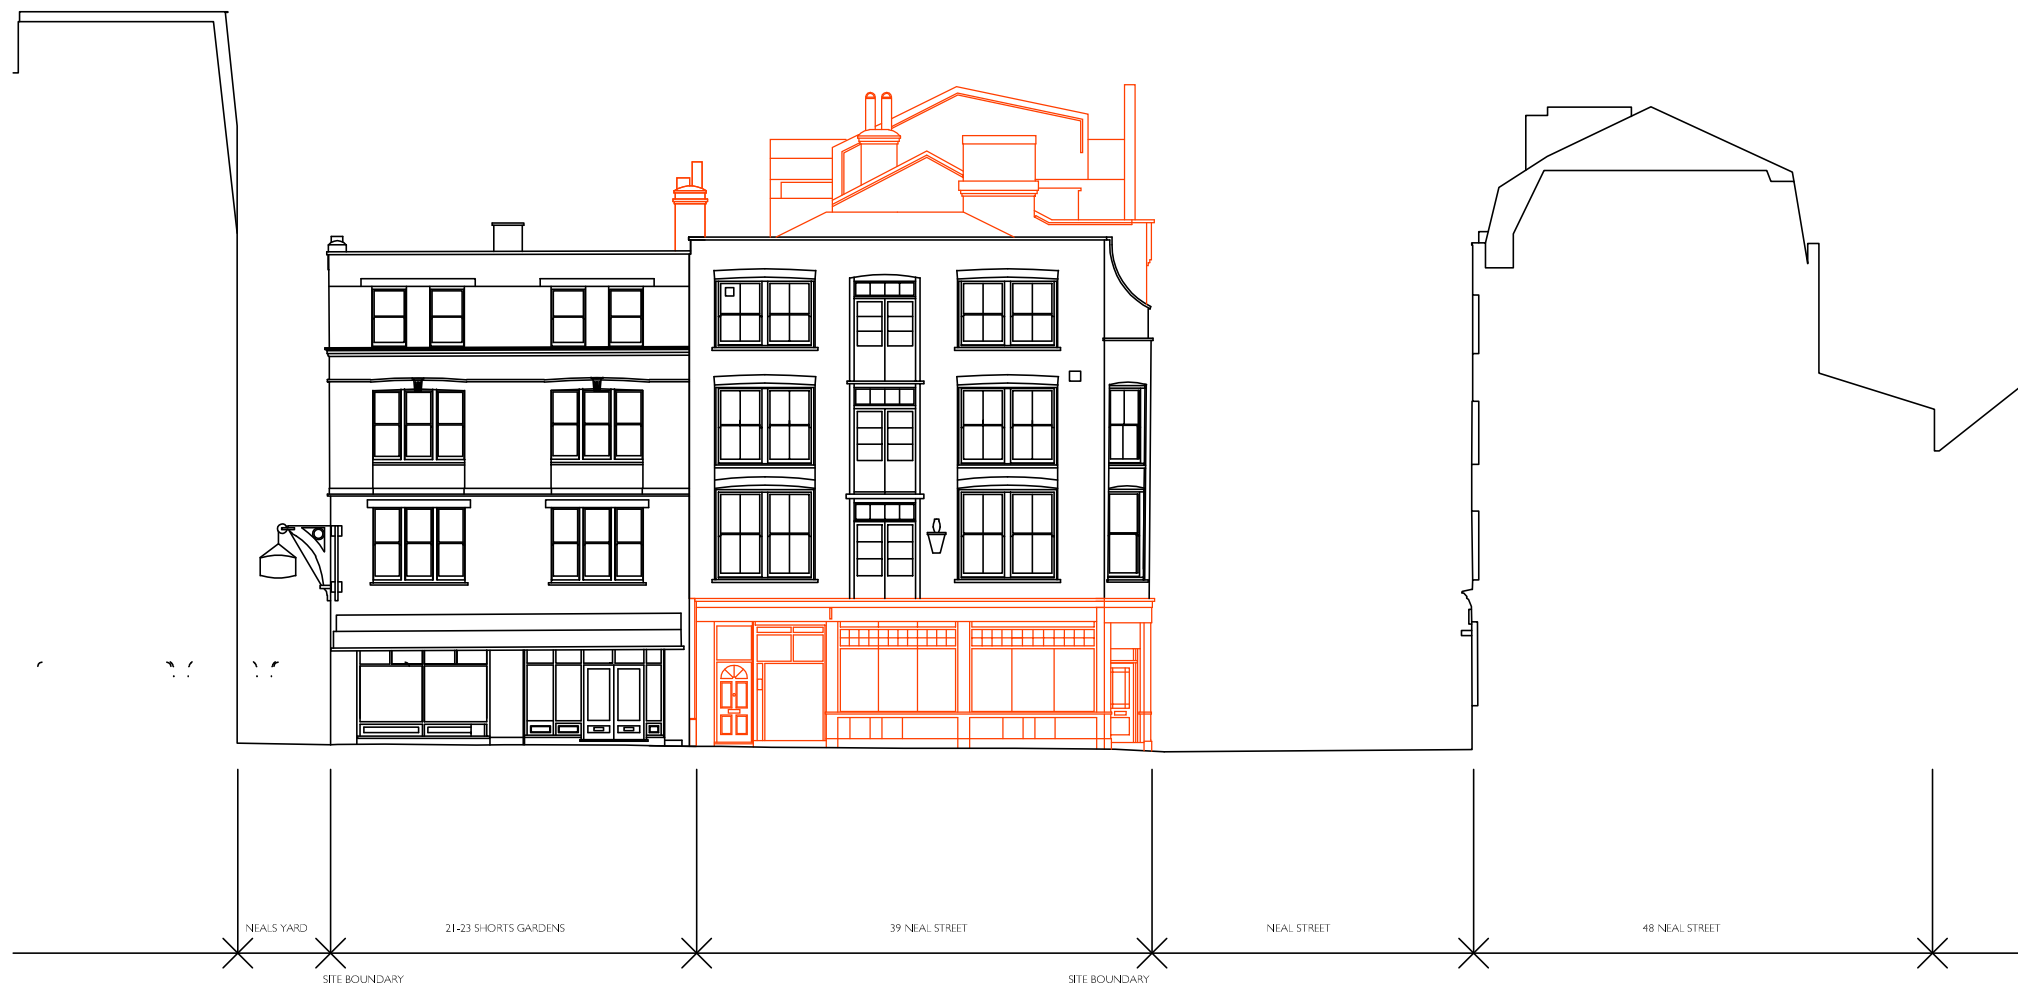 NEALS YARD
21-23 SHORTS GARDENS
39 NEAL STREET
NEAL STREET
48 NEAL STREET
SITE BOUNDARY
SITE BOUNDARY